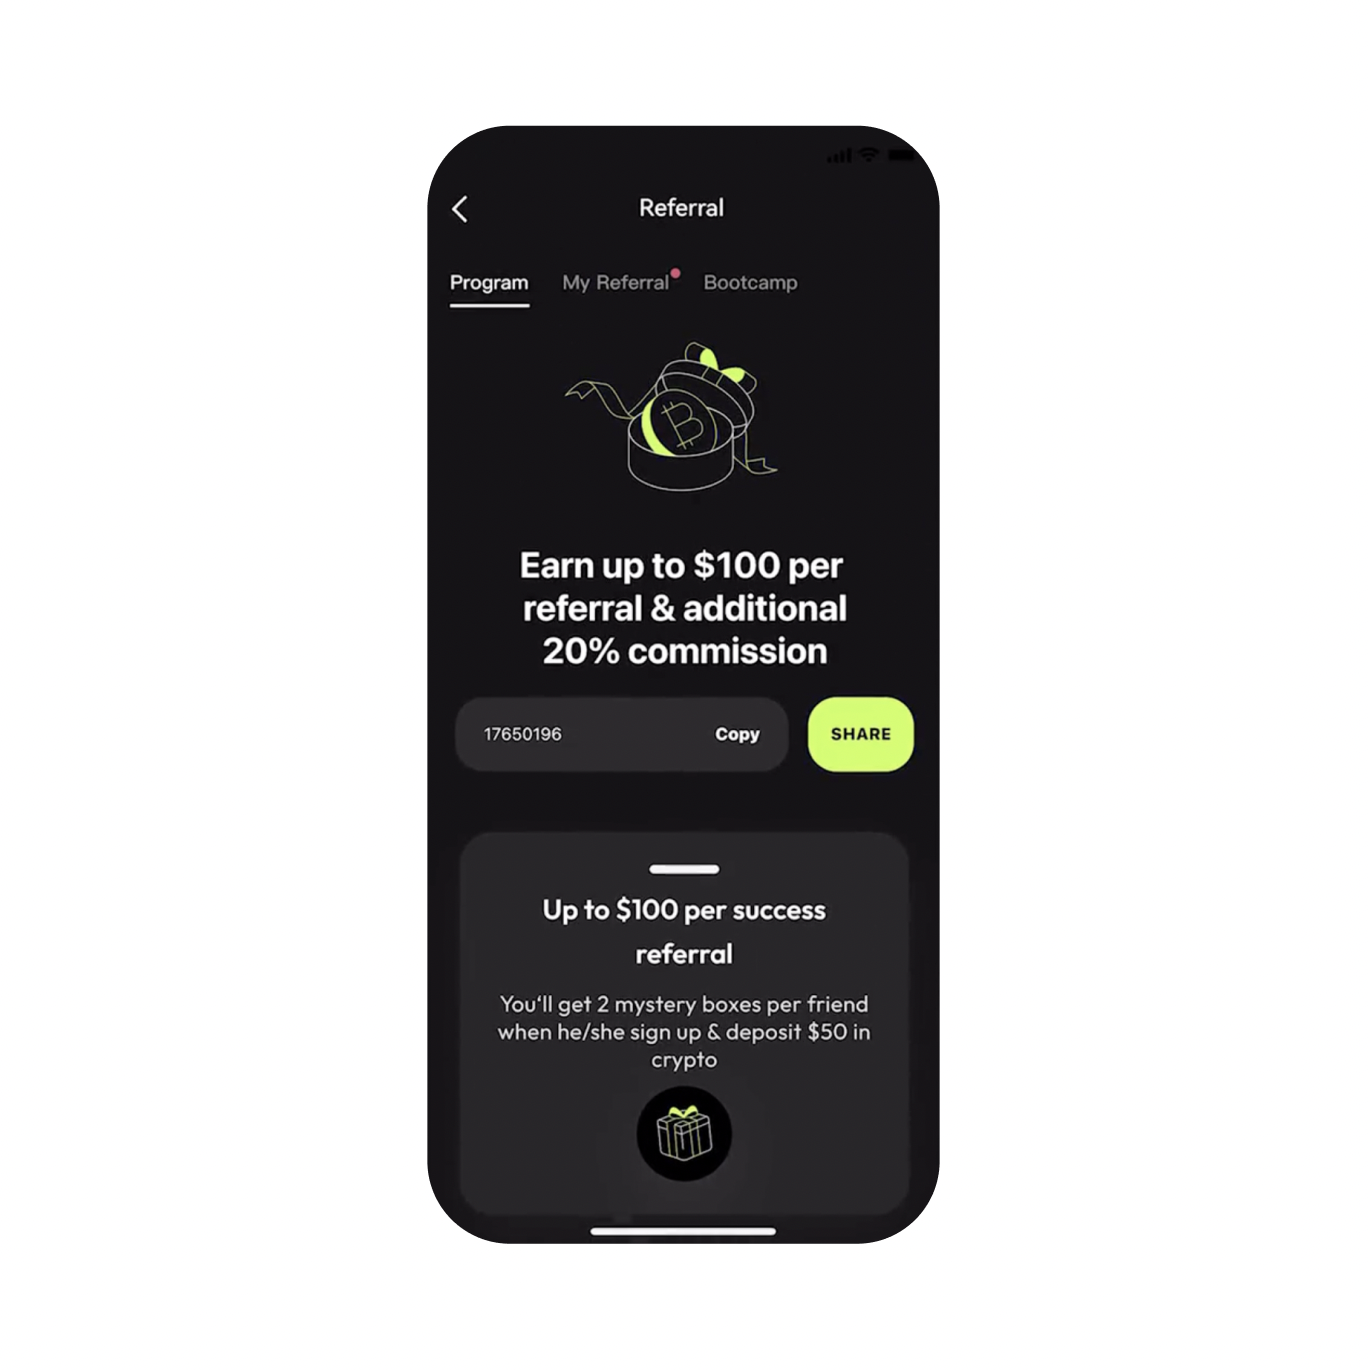 Referral
Program My Referral Bootcamp
Earn up to $100 per
referral & additional
20% commission
17650196 Copy SHARE
Up to $100 per success
referral
You‘ll get 2 mystery boxes per friend
when he/she sign up & deposit $50 in
crypto